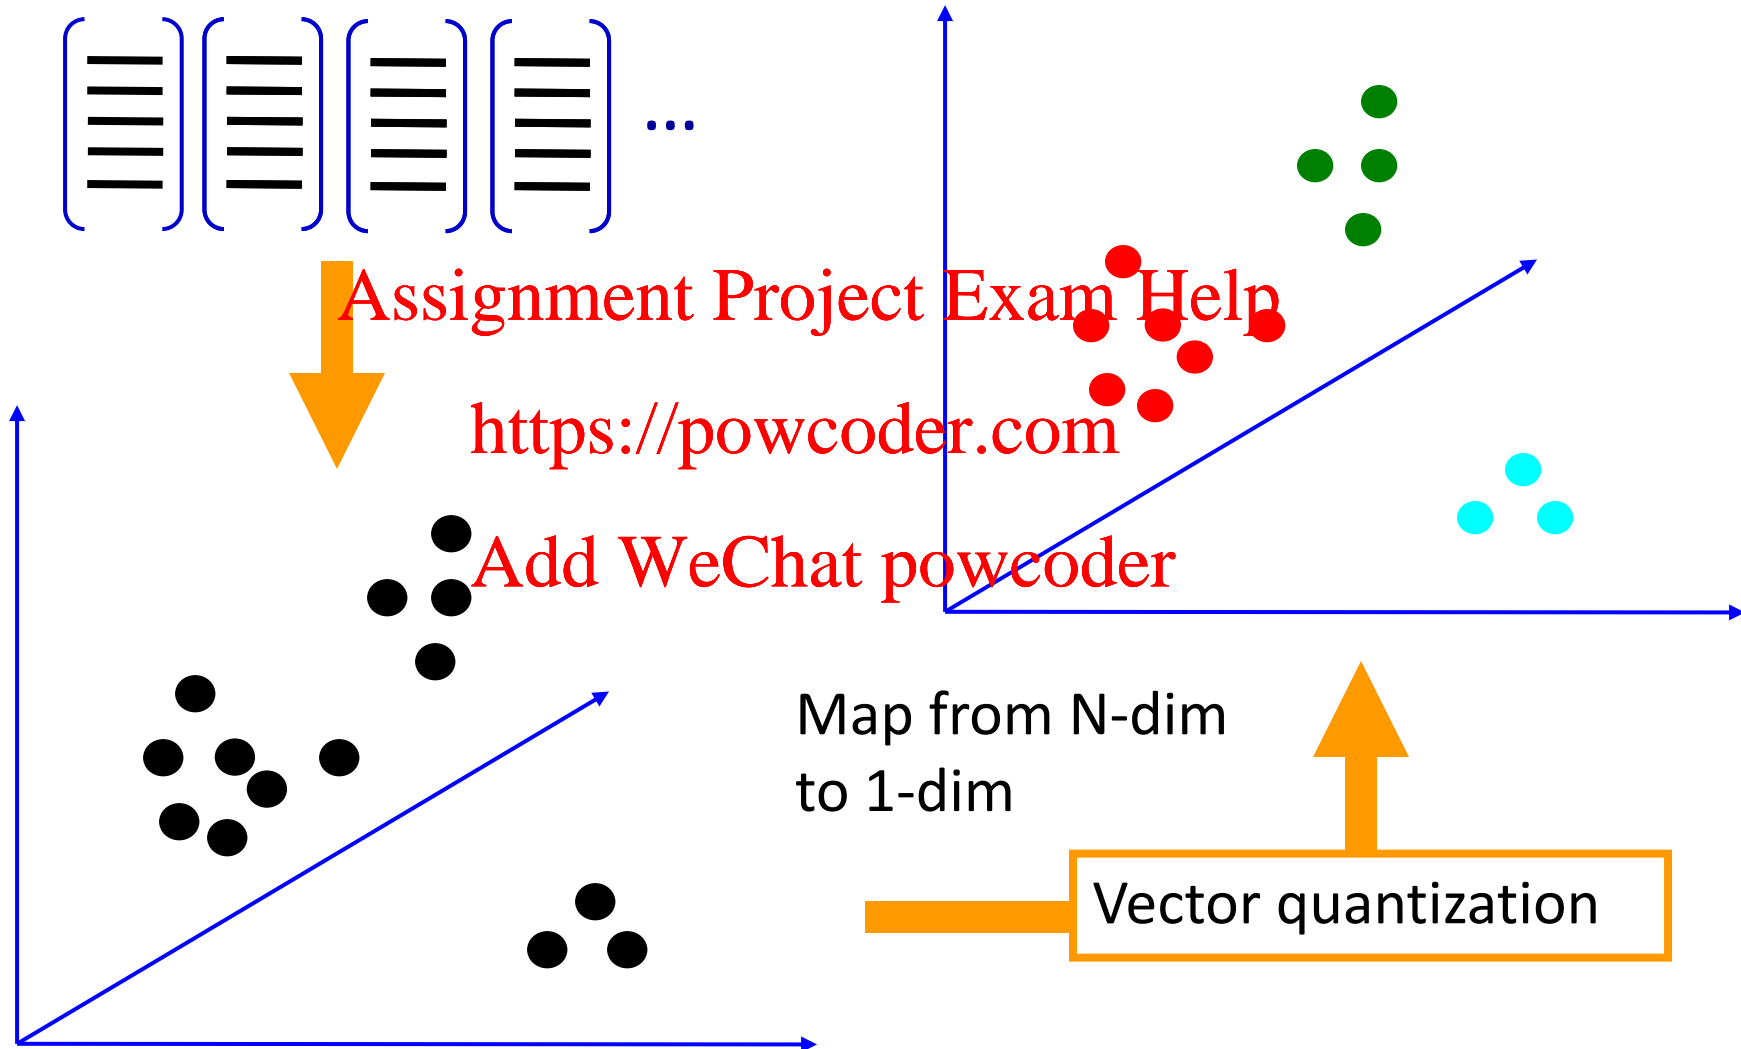 ...
Assignment Project Exam Help
https://powcoder.com
Add WeChat powcoder
Map from N-dim
to 1-dim
Vector quantization